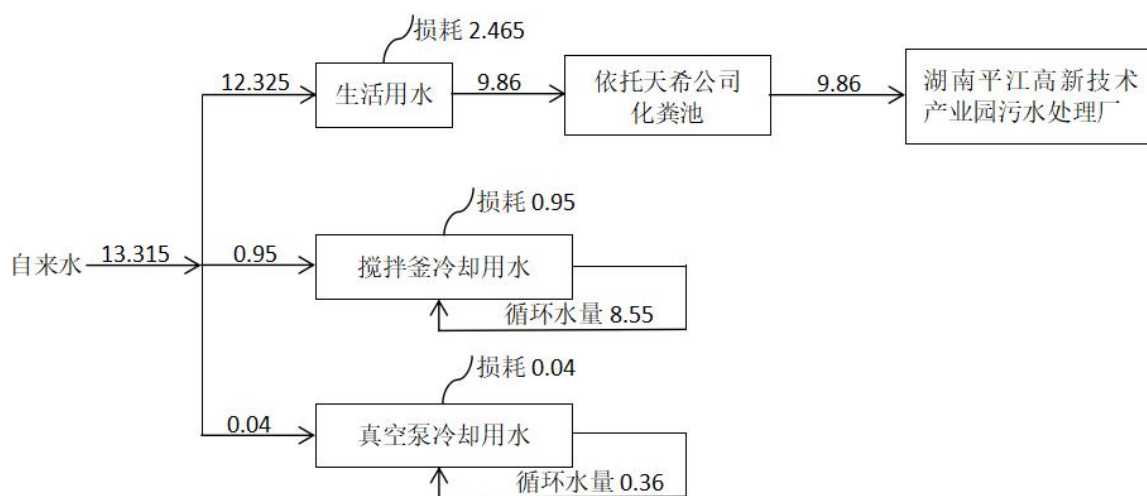 损耗 2.465
12.325
生活用水
9.86
依托天希公司
化粪池
9.86
湖南平江高新技术
产业园污水处理厂
损耗 0.95
自来水
13.315
0.95
搅拌釜冷却用水
循环水量 8.55
损耗 0.04
0.04
真空泵冷却用水
循环水量 0.36